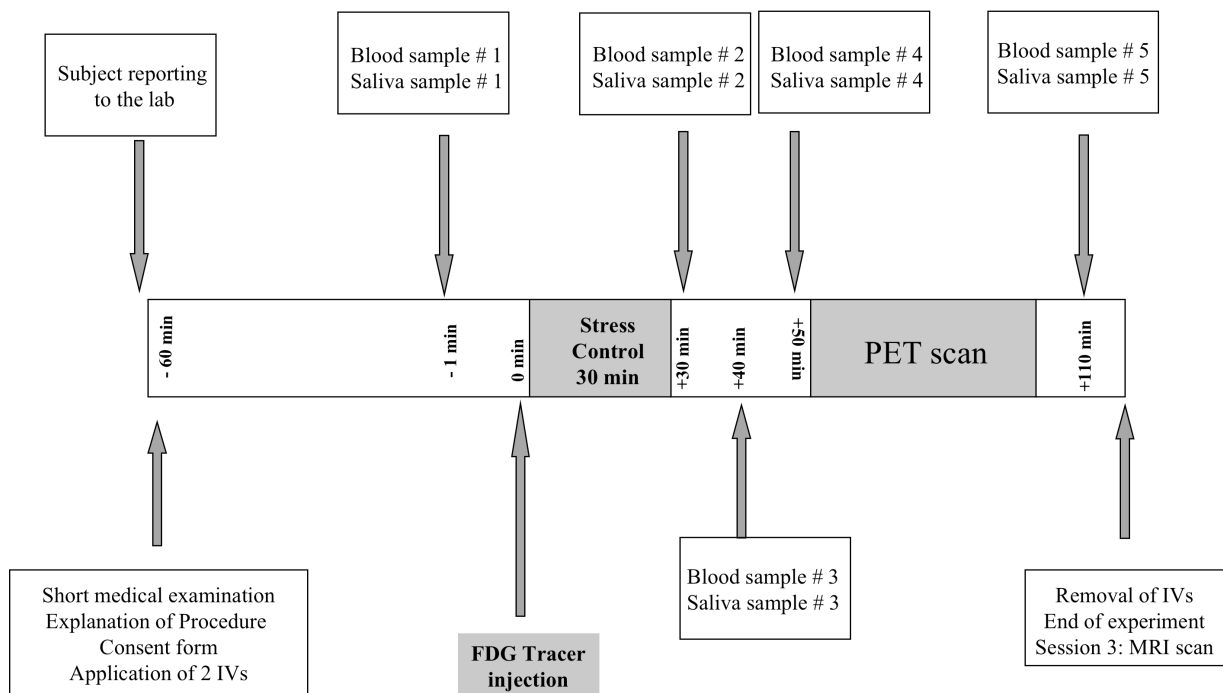 Subject reporting
to the lab
Blood sample # 1
Saliva sample # 1
Blood sample # 2
Saliva sample # 2
Blood sample # 4
Saliva sample # 4
Blood sample # 5
Saliva sample # 5
- 60 min
- 1 min
0 min
Stress
Control
30 min
+30 min
+40 min
+50 min
PET scan
+110 min
Short medical examination
Explanation of Procedure
Consent form
Application of 2 IVs
FDG Tracer
injection
Blood sample # 3
Saliva sample # 3
Removal of IVs
End of experiment
Session 3: MRI scan